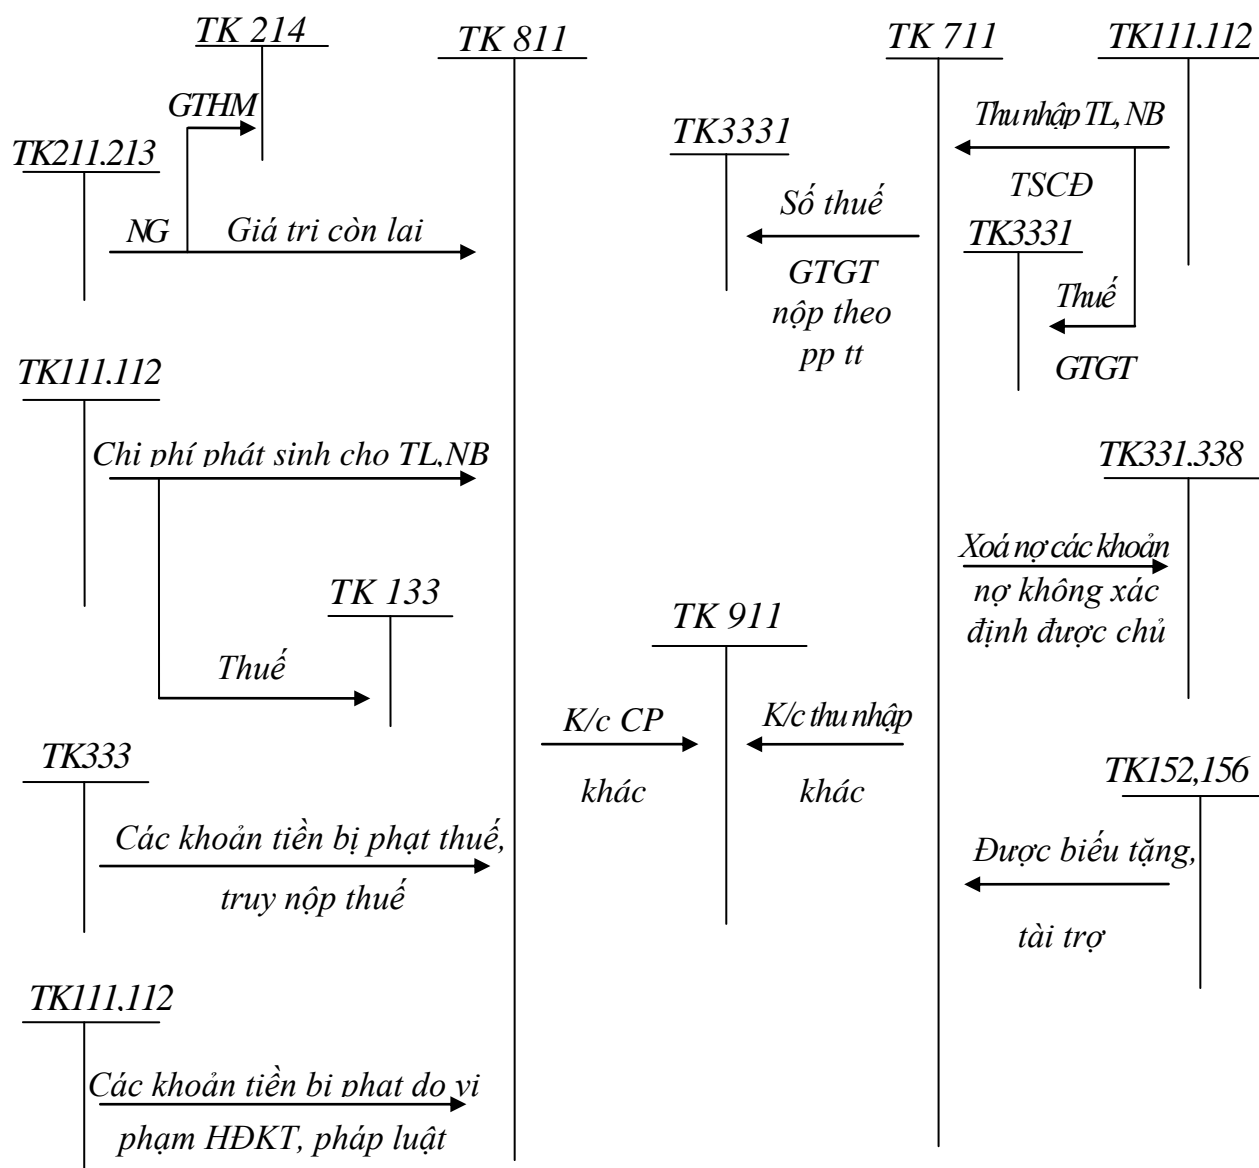 TK 214
TK 811
TK 711
TK111.112
GTHM
TK211.213
NG
Giá trị còn lai
TK3331
Số thuế
GTGT
nộp theo
pp tt
Thu nhập TL, NB
TSCĐ
TK3331
Thuế
GTGT
TK111.112
Chi phí phát sinh cho TL,NB
TK 133
Thuế
TK331.338
Xoá nợ các khoản
nợ không xác
định được chủ
TK 911
K/c CP
khác
K/c thu nhập
khác
TK333
Các khoản tiền bị phạt thuế,
truy nộp thuế
TK152,156
Được biếu tặng,
tài trợ
TK111,112
Các khoản tiền bị phạt do vi
phạm HĐKT, pháp luật